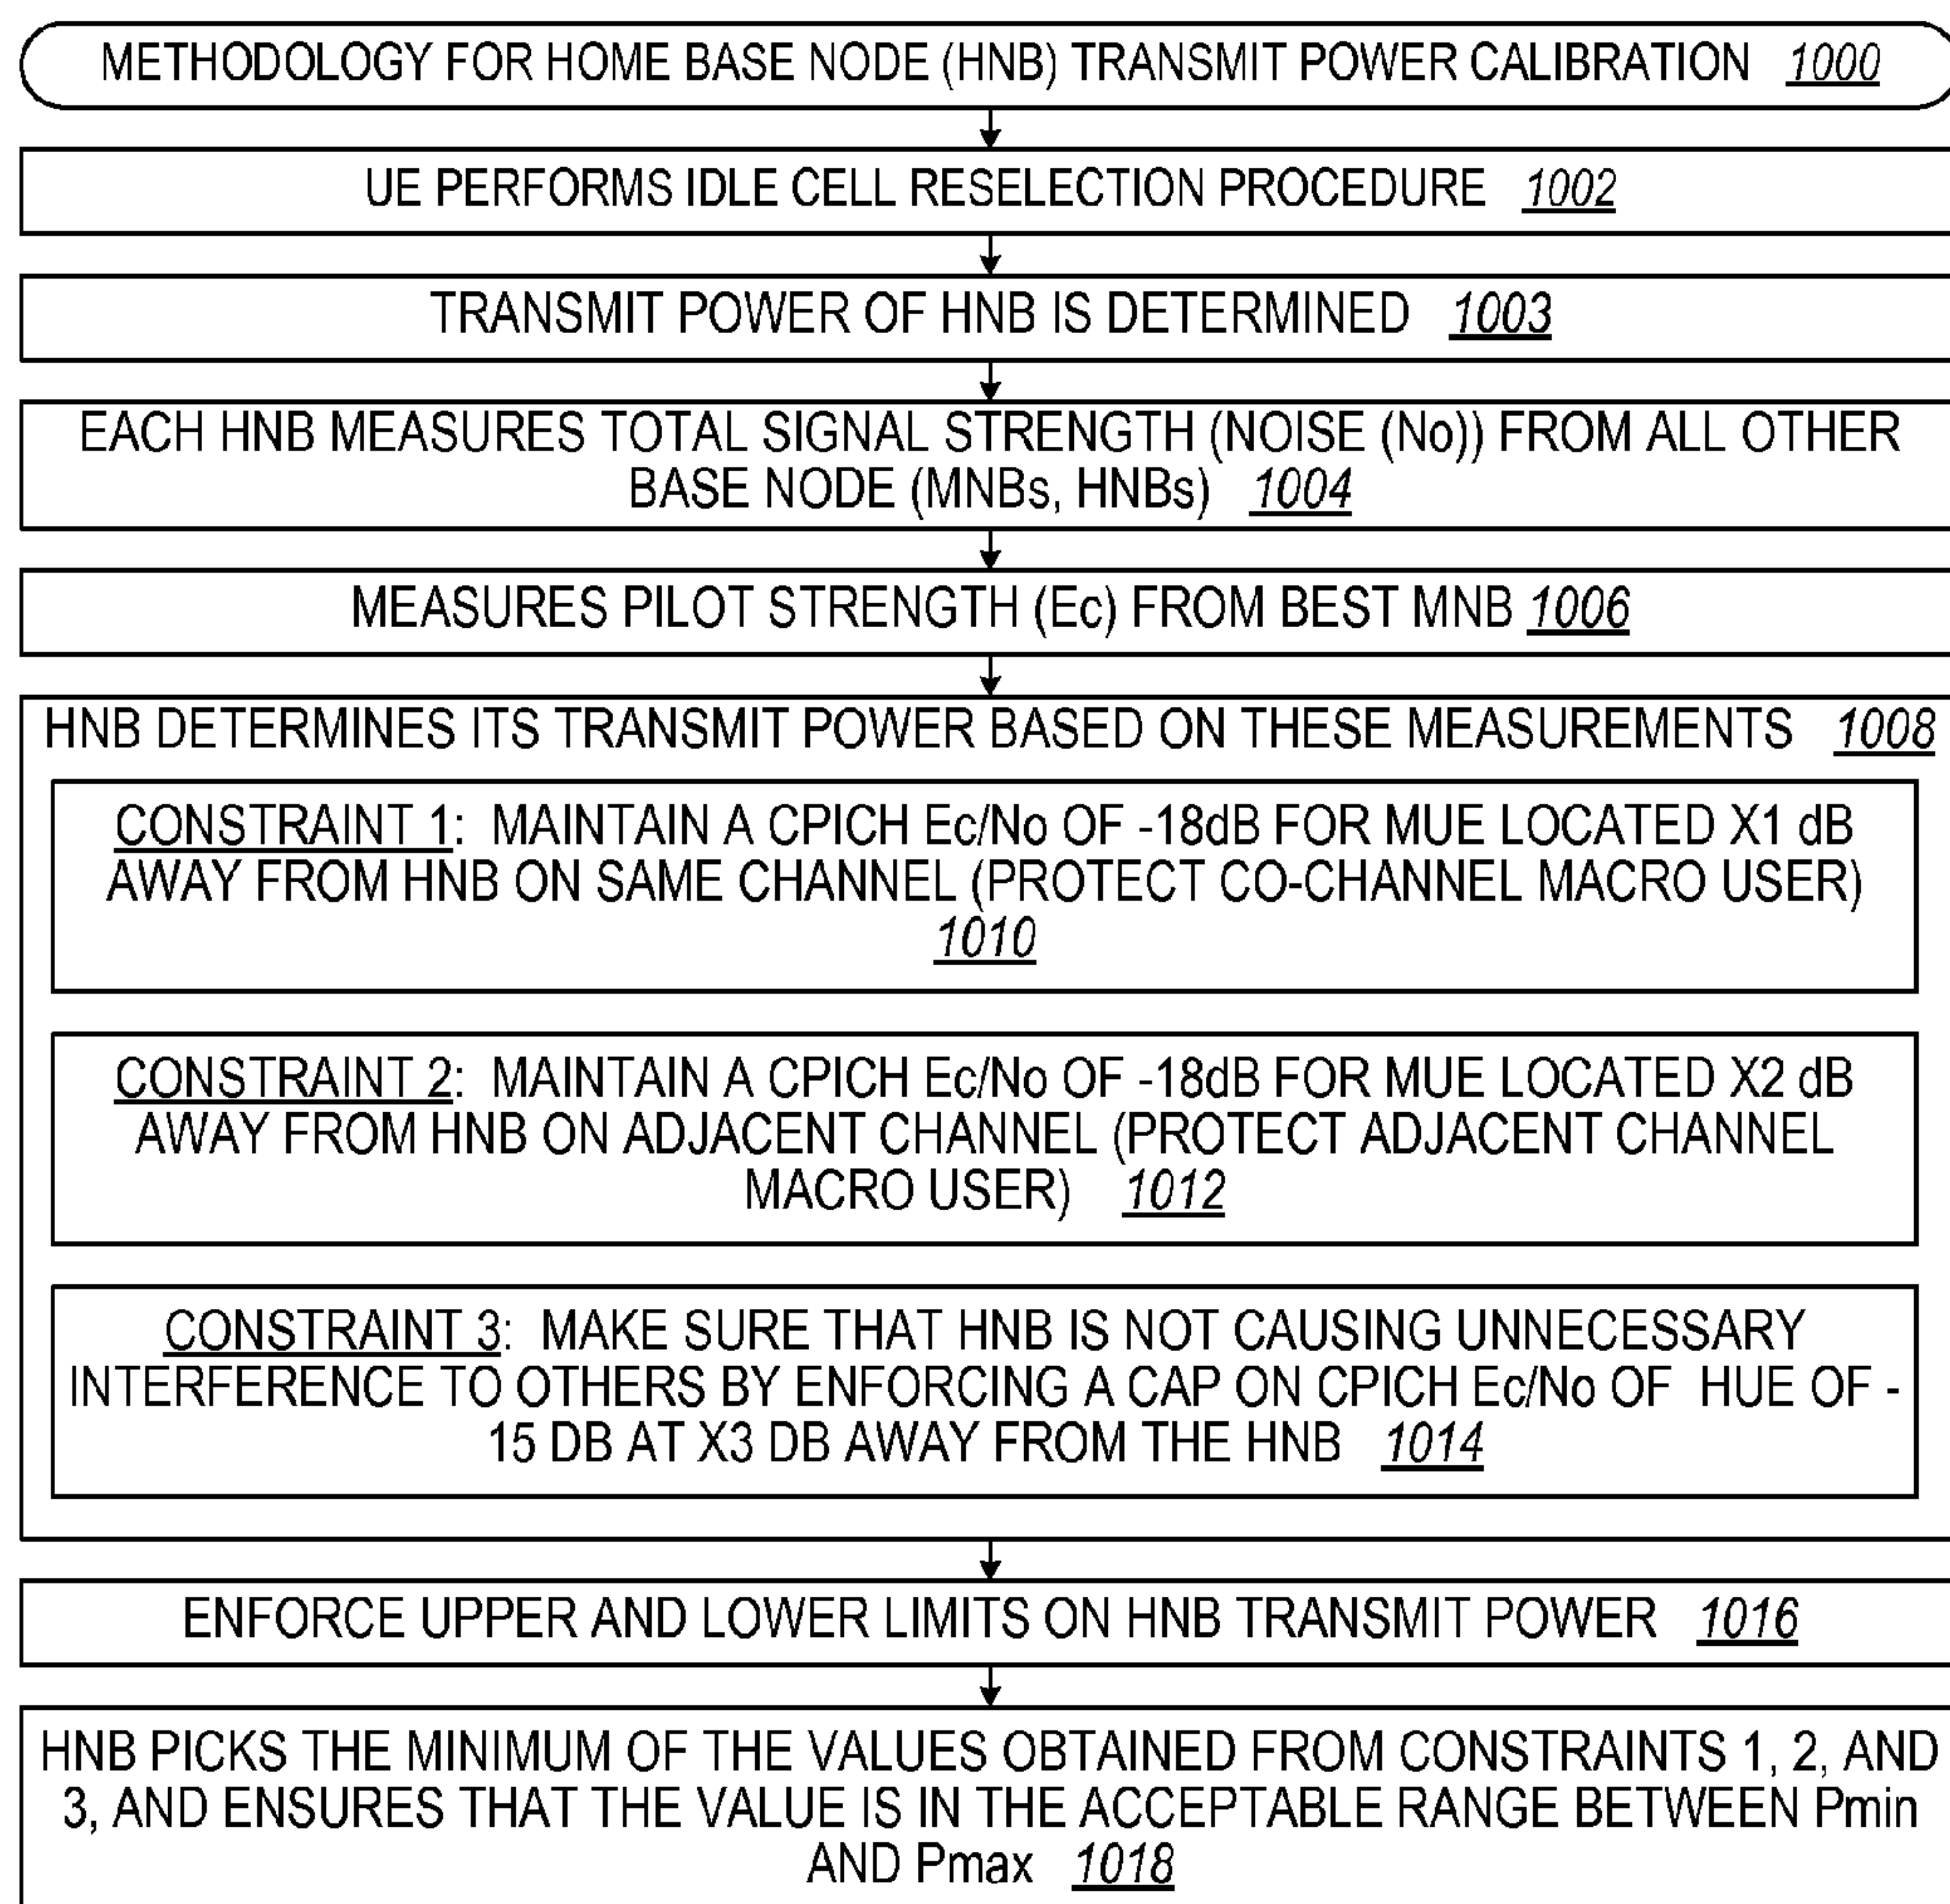 METHODOLOGY FOR HOME BASE NODE (HNB) TRANSMIT POWER CALIBRATION 1000
UE PERFORMS IDLE CELL RESELECTION PROCEDURE 1002
TRANSMIT POWER OF HNB IS DETERMINED 1003
EACH HNB MEASURES TOTAL SIGNAL STRENGTH (NOISE (No)) FROM ALL OTHER
BASE NODE (MNBs, HNBs) 1004
MEASURES PILOT STRENGTH (Ec) FROM BEST MNB 1006
HNB DETERMINES ITS TRANSMIT POWER BASED ON THESE MEASUREMENTS 1008
CONSTRAINT 1: MAINTAIN A CPICH Ec/No OF -18dB FOR MUE LOCATED X1 dB
AWAY FROM HNB ON SAME CHANNEL (PROTECT CO-CHANNEL MACRO USER)
1010
CONSTRAINT 2: MAINTAIN A CPICH Ec/No OF -18dB FOR MUE LOCATED X2 dB
AWAY FROM HNB ON ADJACENT CHANNEL (PROTECT ADJACENT CHANNEL
MACRO USER) 1012
CONSTRAINT 3: MAKE SURE THAT HNB IS NOT CAUSING UNNECESSARY
INTERFERENCE TO OTHERS BY ENFORCING A CAP ON CPICH Ec/No OF HUE OF -
15 DB AT X3 DB AWAY FROM THE HNB 1014
ENFORCE UPPER AND LOWER LIMITS ON HNB TRANSMIT POWER 1016
HNB PICKS THE MINIMUM OF THE VALUES OBTAINED FROM CONSTRAINTS 1, 2, AND
3, AND ENSURES THAT THE VALUE IS IN THE ACCEPTABLE RANGE BETWEEN Pmin
AND Pmax 1018